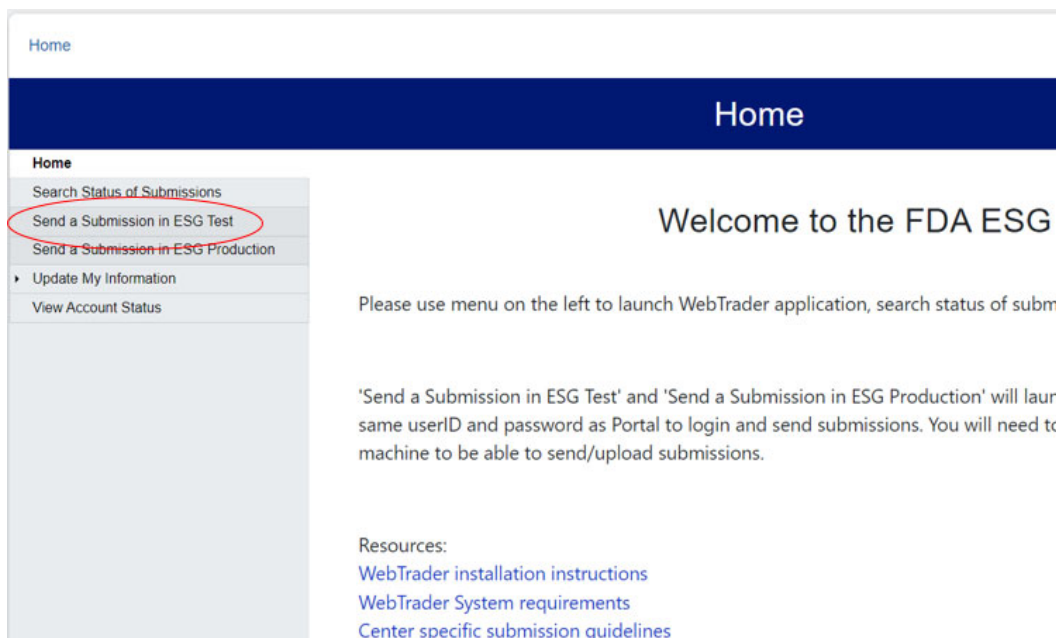 Home
Home
Home
Search Status of Submissions
Send a Submission in ESG Test
Send a Submission in ESG Production
Update My Information
View Account Status
Welcome to the FDA ESG
Please use menu on the left to launch WebTrader application, search status of subm
'Send a Submission in ESG Test' and 'Send a Submission in ESG Production' will laun
same userID and password as Portal to login and send submissions. You will need to
machine to be able to send/upload submissions.
Resources:
WebTrader installation instructions
WebTrader System requirements
Center specific submission guidelines